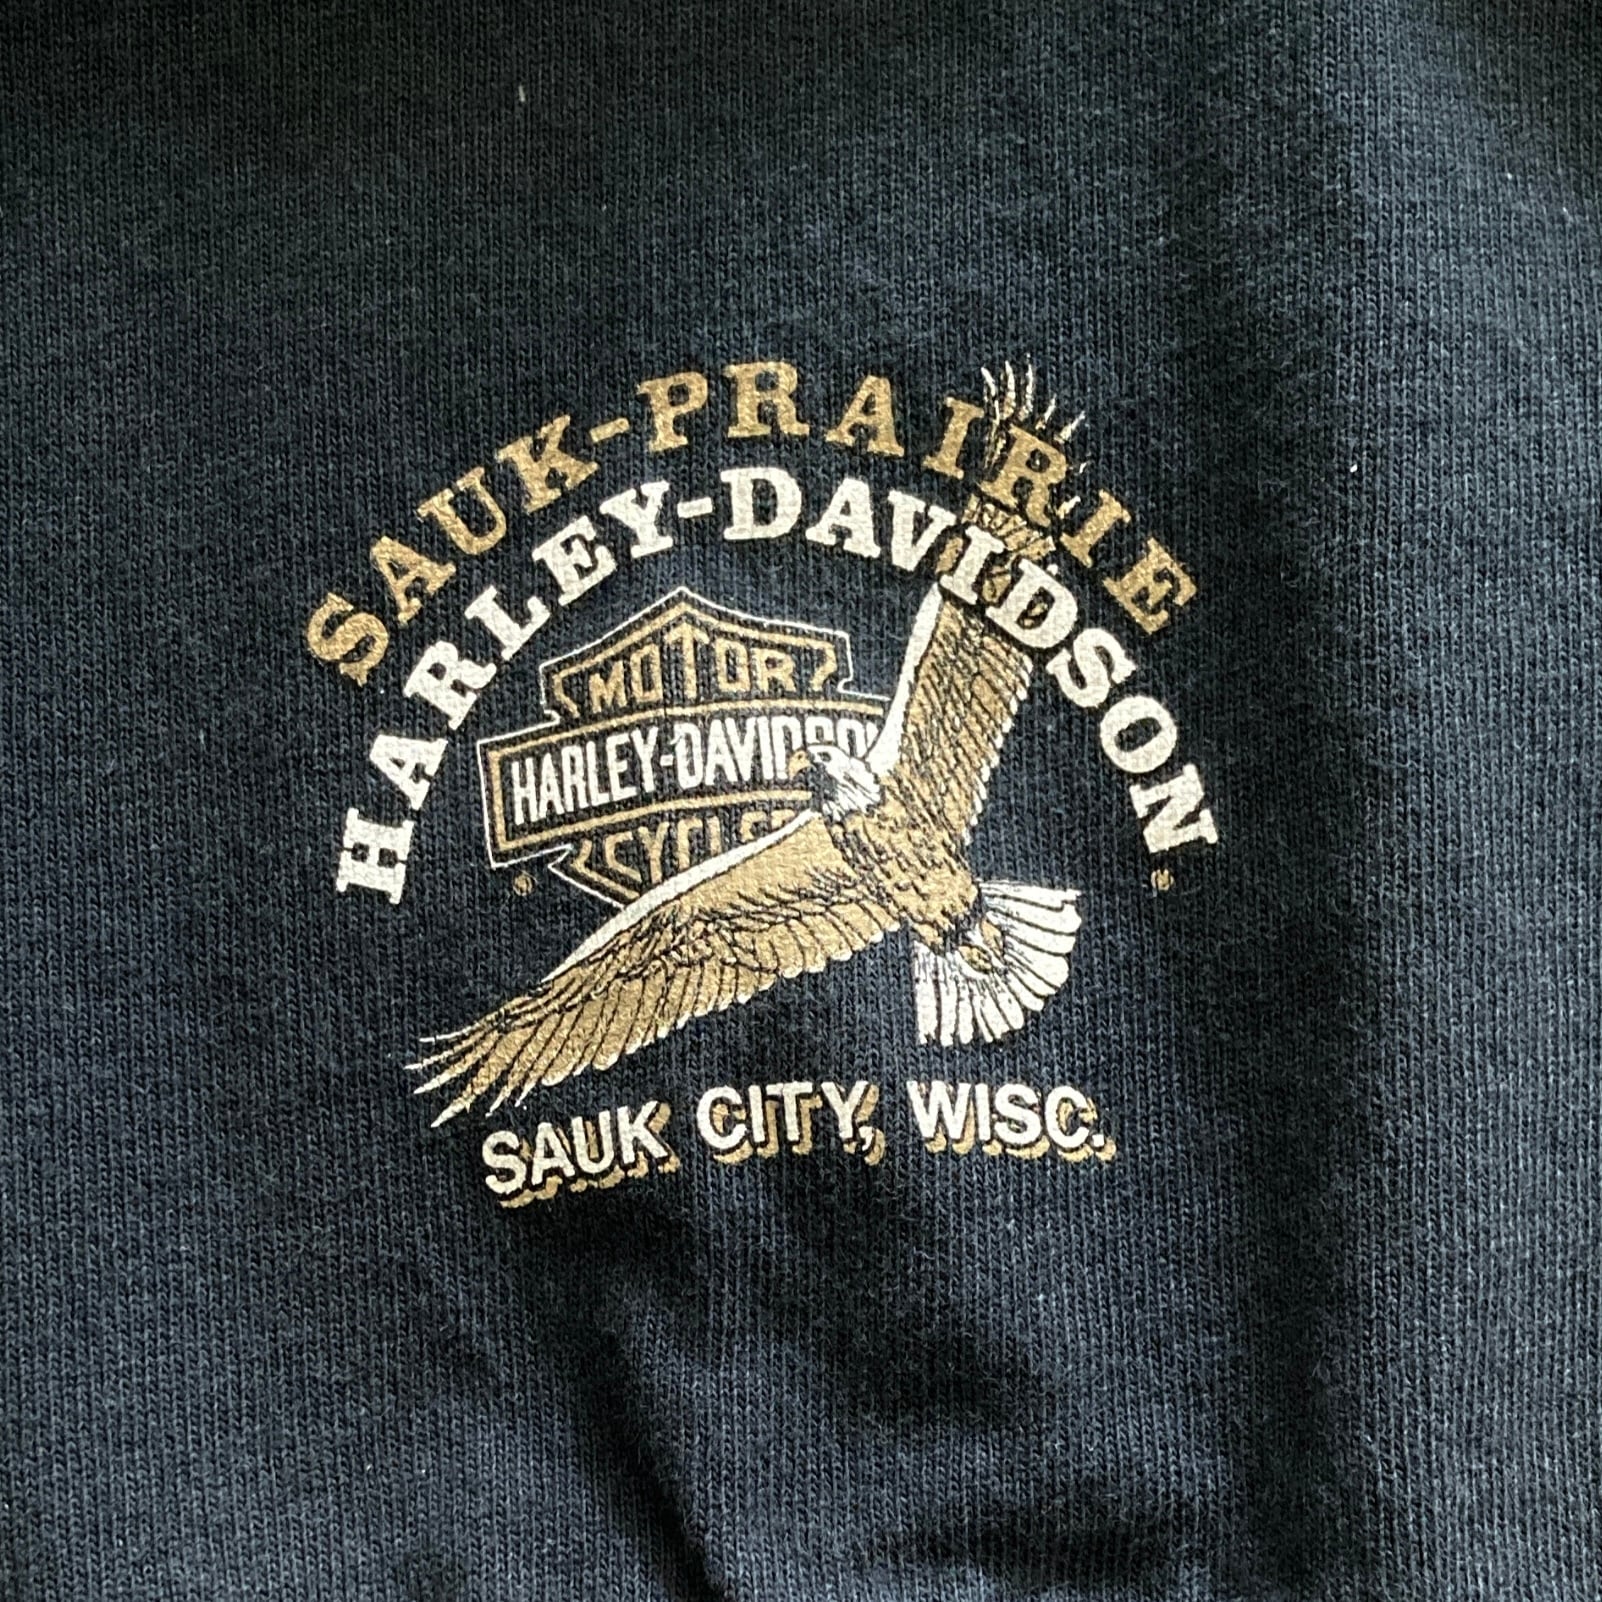 SAUK-PRAIRIE
HARLEY-DAVIDSON
MOTOR
HARLEY-DAVIDSON
CYCLES
SAUK CITY, WISC.